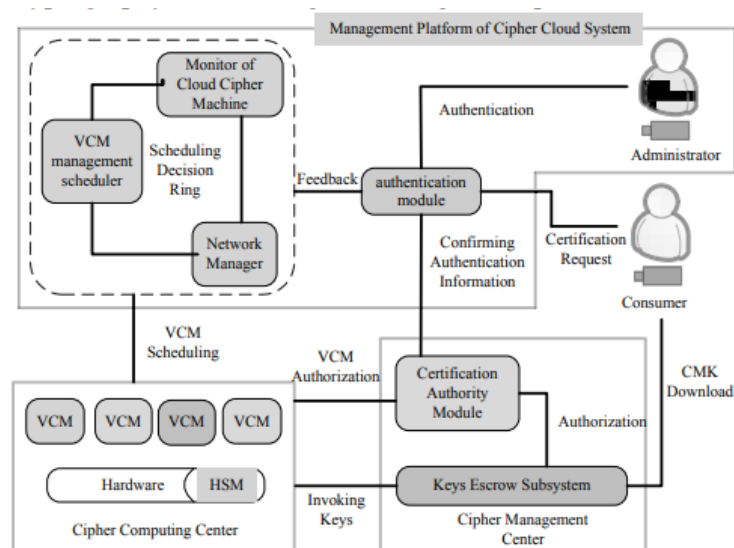 Management Platform of Cipher Cloud System
Monitor of
Cloud Cipher
Machine
VCM
management
scheduler
Scheduling
Decision
Ring
Network
Manager
Feedback
authentication
module
Authentication
Administrator
Certification
Request
Consumer
Confirming
Authentication
Information
VCM
Scheduling
VCM
Authorization
Certification
Authority
Module
Authorization
CMK
Download
VCM
VCM
VCM
VCM
Hardware
HSM
Cipher Computing Center
Invoking
Keys
Keys Escrow Subsystem
Cipher Management
Center